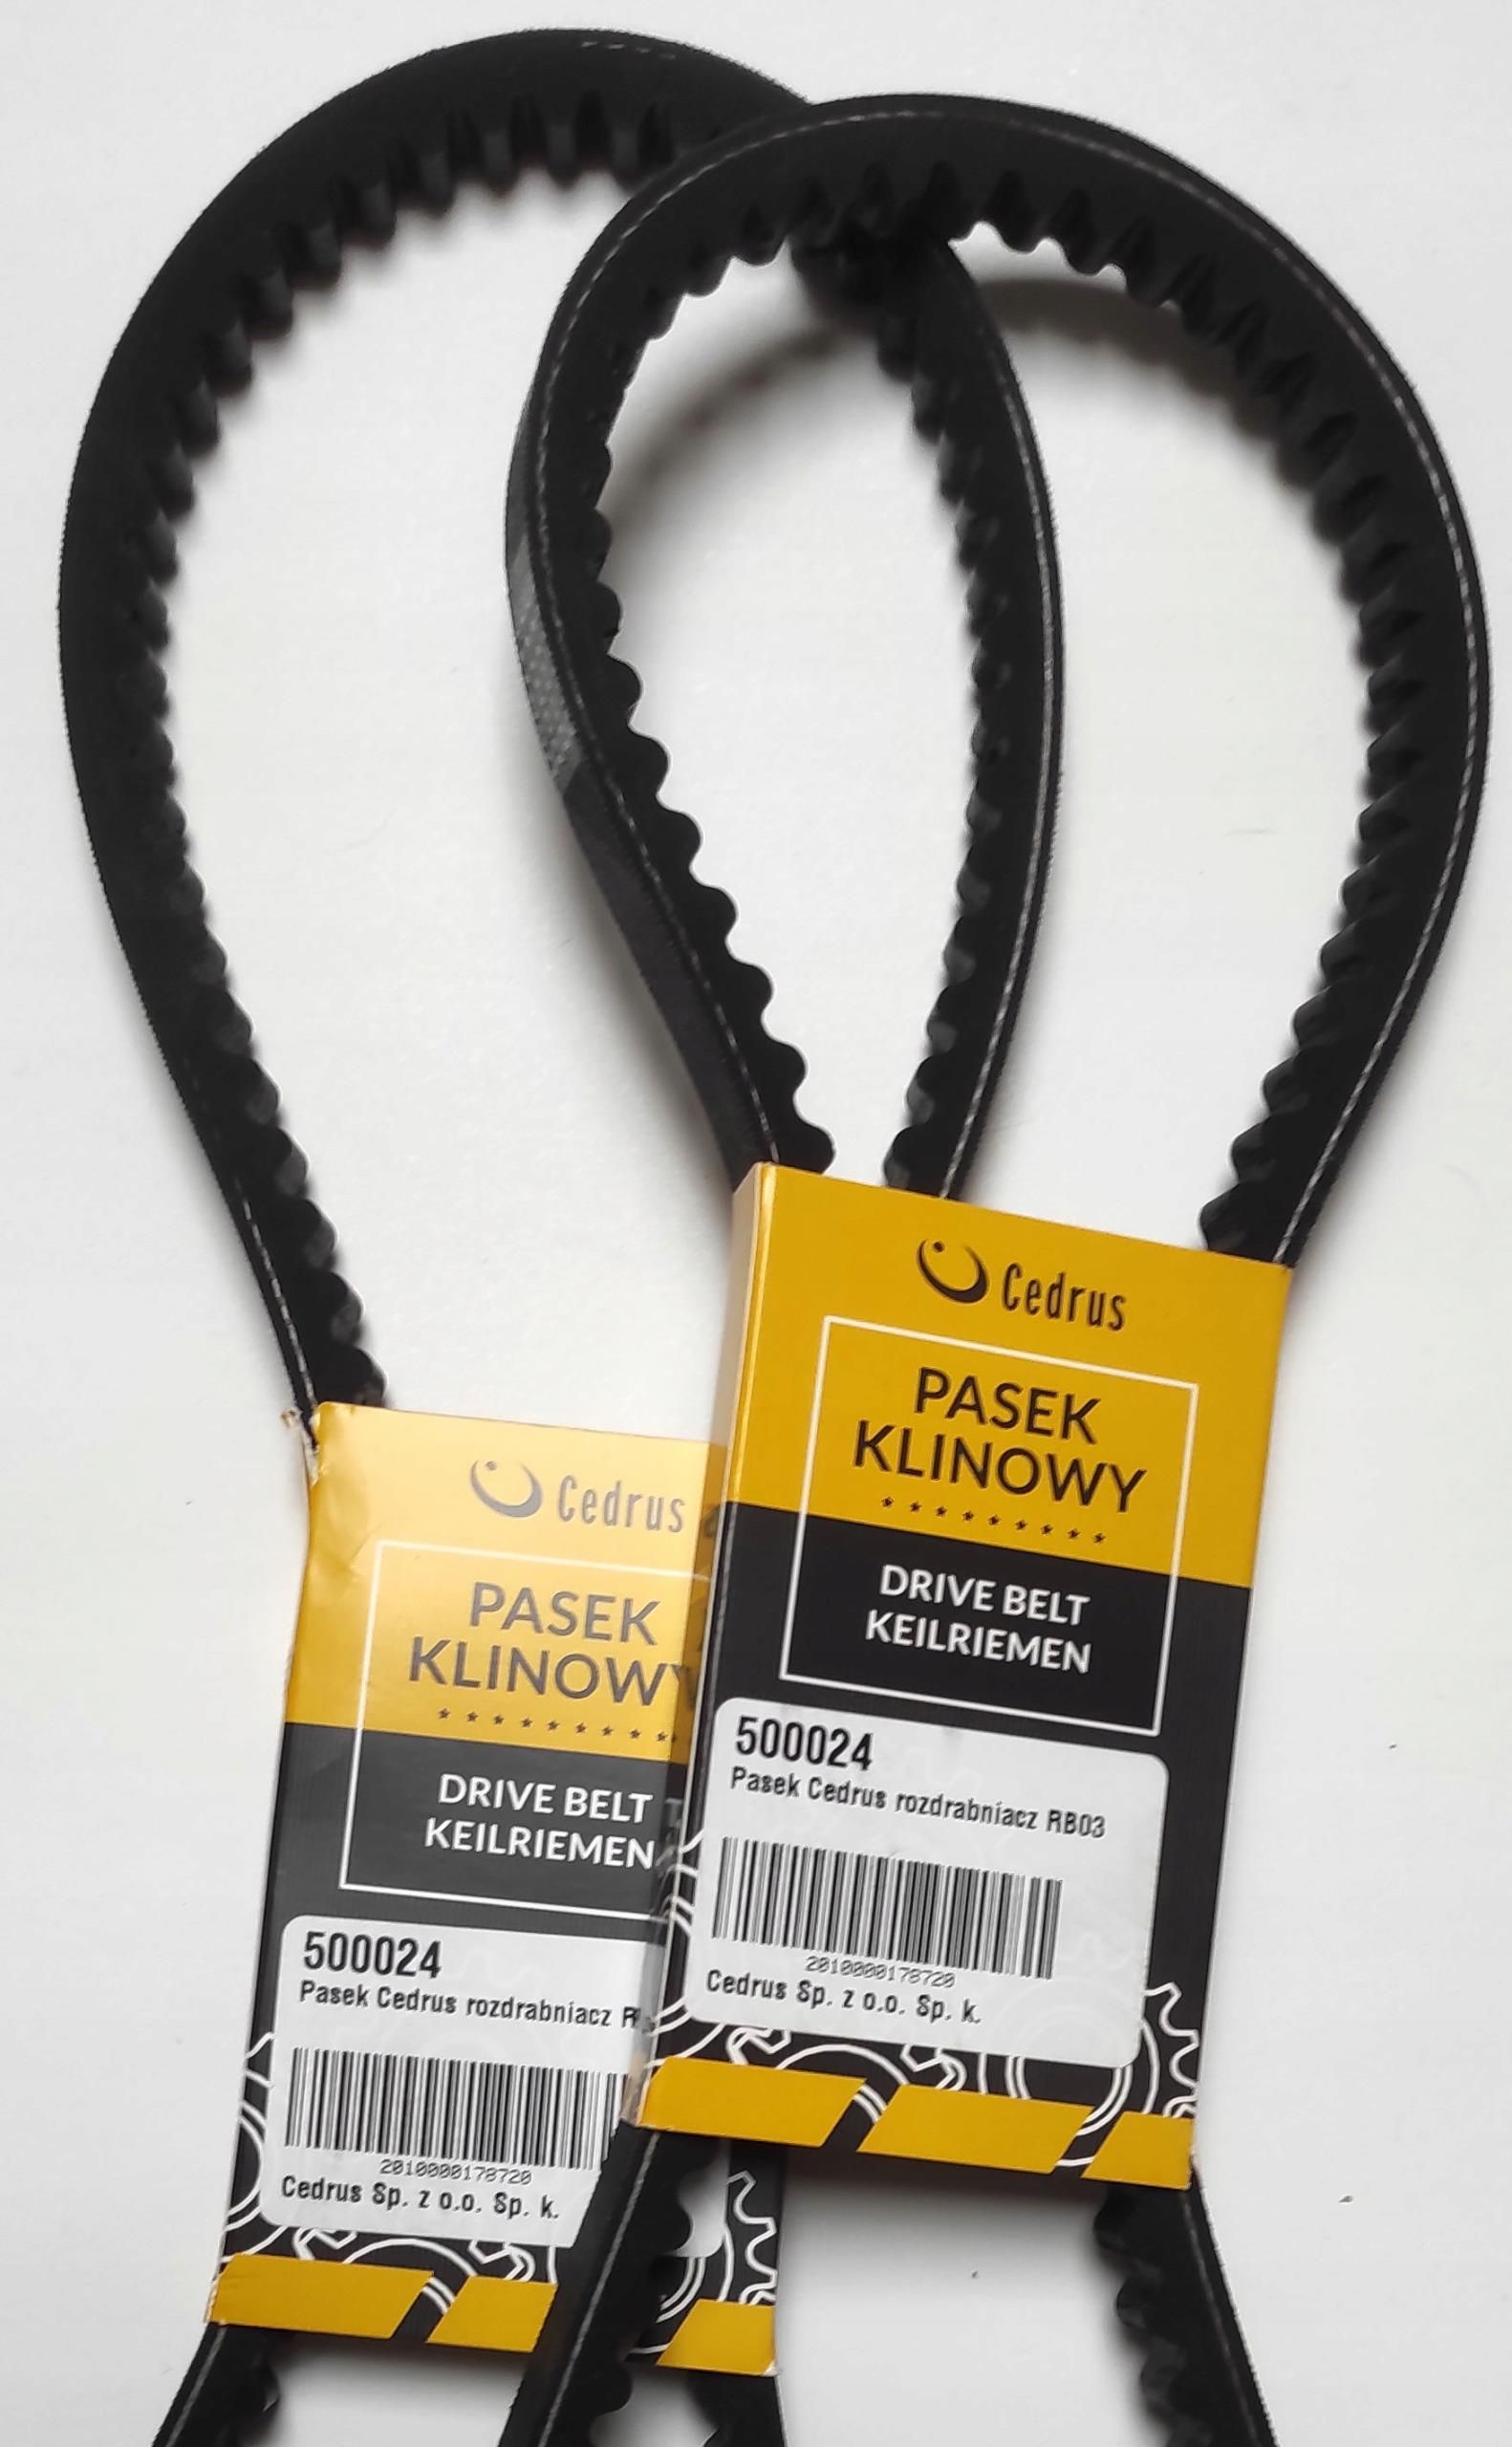 Cedrus
PASEK
KLINOWY
DRIVE BELT
KEILRIEMEN
500024
Pasek Cedrus rozdrabniacz RB03
2010000178720
Cedrus Sp. z o.o. Sp. k.
Cedrus
PASEK
KLINOWY
DRIVE BELT
KEILRIEMEN
500024
Pasek Cedrus rozdrabniacz
2010000178720
Cedrus Sp. z o.o. Sp. k.